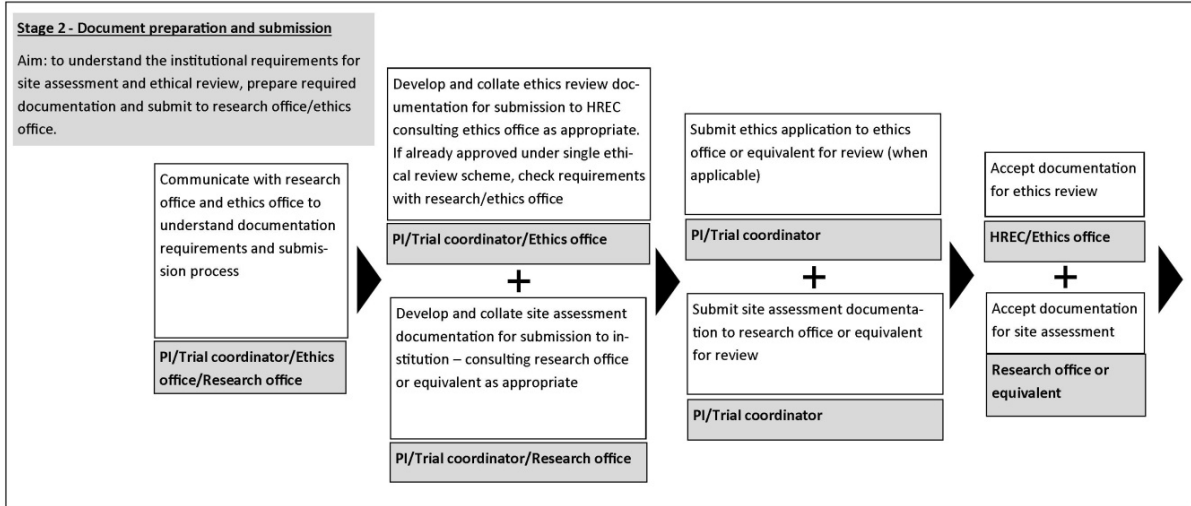 Stage 2 - Document preparation and submission
Aim: to understand the institutional requirements for
site assessment and ethical review, prepare required
documentation and submit to research office/ethics
office.
Communicate with research
office and ethics office to
understand documentation
requirements and submis-
sion process
PI/Trial coordinator/Ethics
office/Research office
Develop and collate ethics review doc-
umentation for submission to HREC
consulting ethics office as appropriate.
If already approved under single ethi-
cal review scheme, check requirements
with research/ethics office
PI/Trial coordinator/Ethics office
+
Develop and collate site assessment
documentation for submission to in-
stitution – consulting research office
or equivalent as appropriate
PI/Trial coordinator/Research office
Submit ethics application to ethics
office or equivalent for review (when
applicable)
PI/Trial coordinator
+
Submit site assessment documenta-
tion to research office or equivalent
for review
PI/Trial coordinator
Accept documentation
for ethics review
HREC/Ethics office
+
Accept documentation
for site assessment
Research office or
equivalent